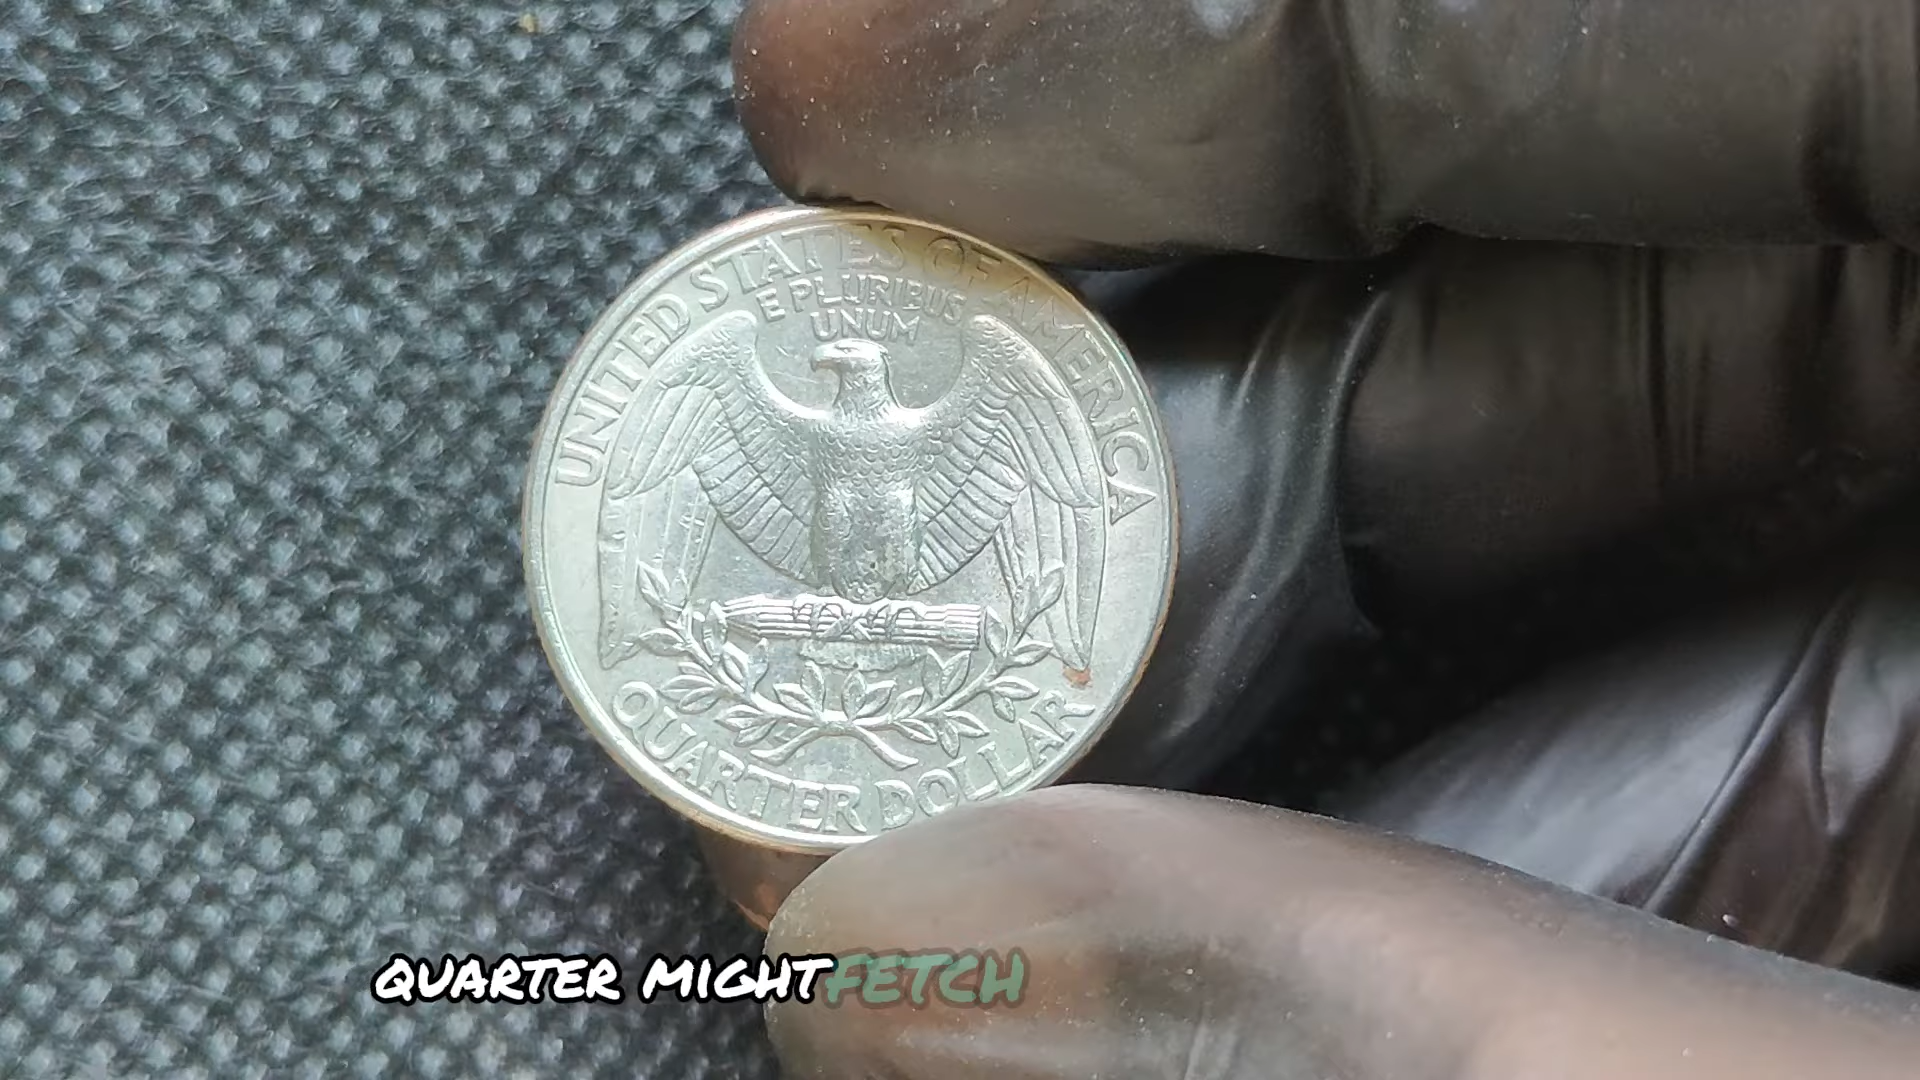 UNITED STATES OF AMERICA
E PLURIBUS
UNUM
QUARTER DOLLAR
QUARTER MIGHT FETCH